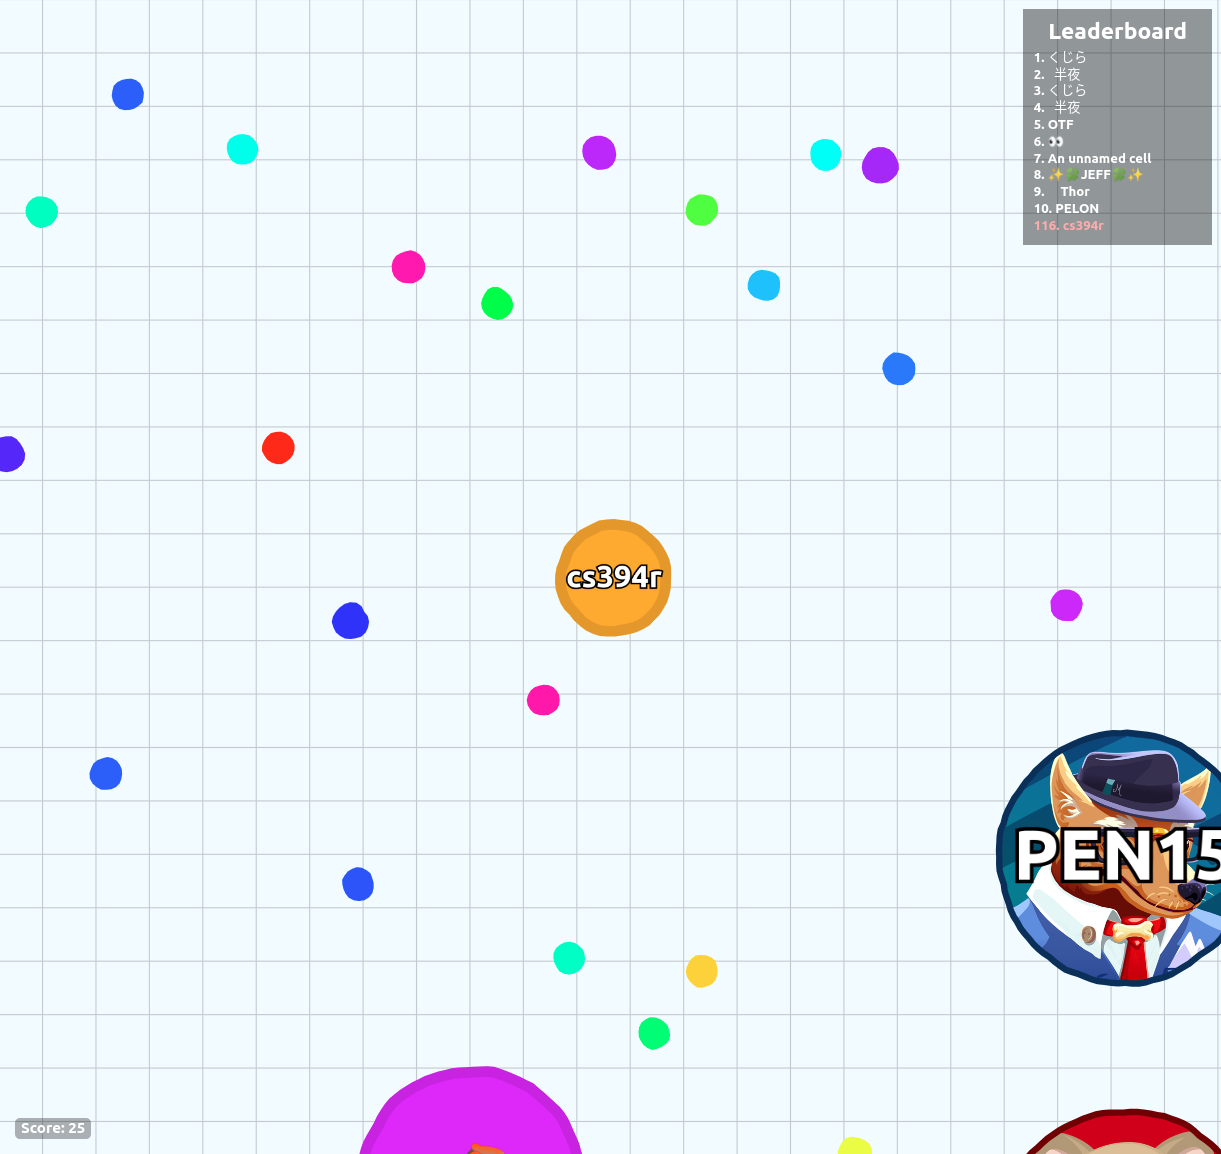 Leaderboard
1. くじら
2. 半夜
3. くじら
4. 半夜
5. OTF
6. 👀
7. An unnamed cell
8. ✨🍀JEFF🍀✨
9. Thor
10. PELON
116. cs394r
cs394r
PEN15
Score: 25